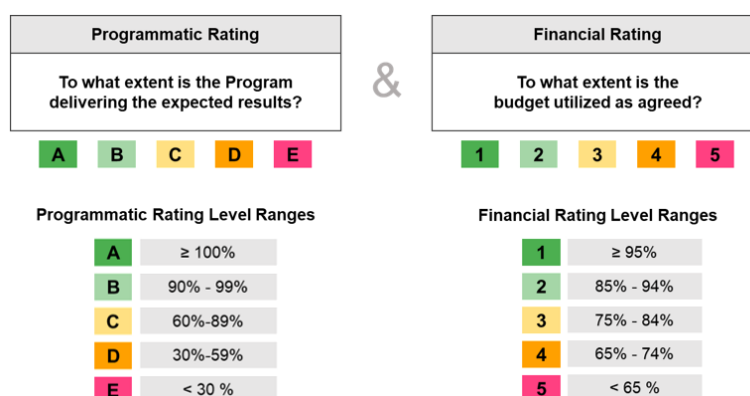 Programmatic Rating
To what extent is the Program
delivering the expected results?
A B C D E
&
Financial Rating
To what extent is the
budget utilized as agreed?
1 2 3 4 5
Programmatic Rating Level Ranges
A ≥ 100%
B 90% - 99%
C 60%-89%
D 30%-59%
E < 30 %
Financial Rating Level Ranges
1 ≥ 95%
2 85% - 94%
3 75% - 84%
4 65% - 74%
5 < 65 %